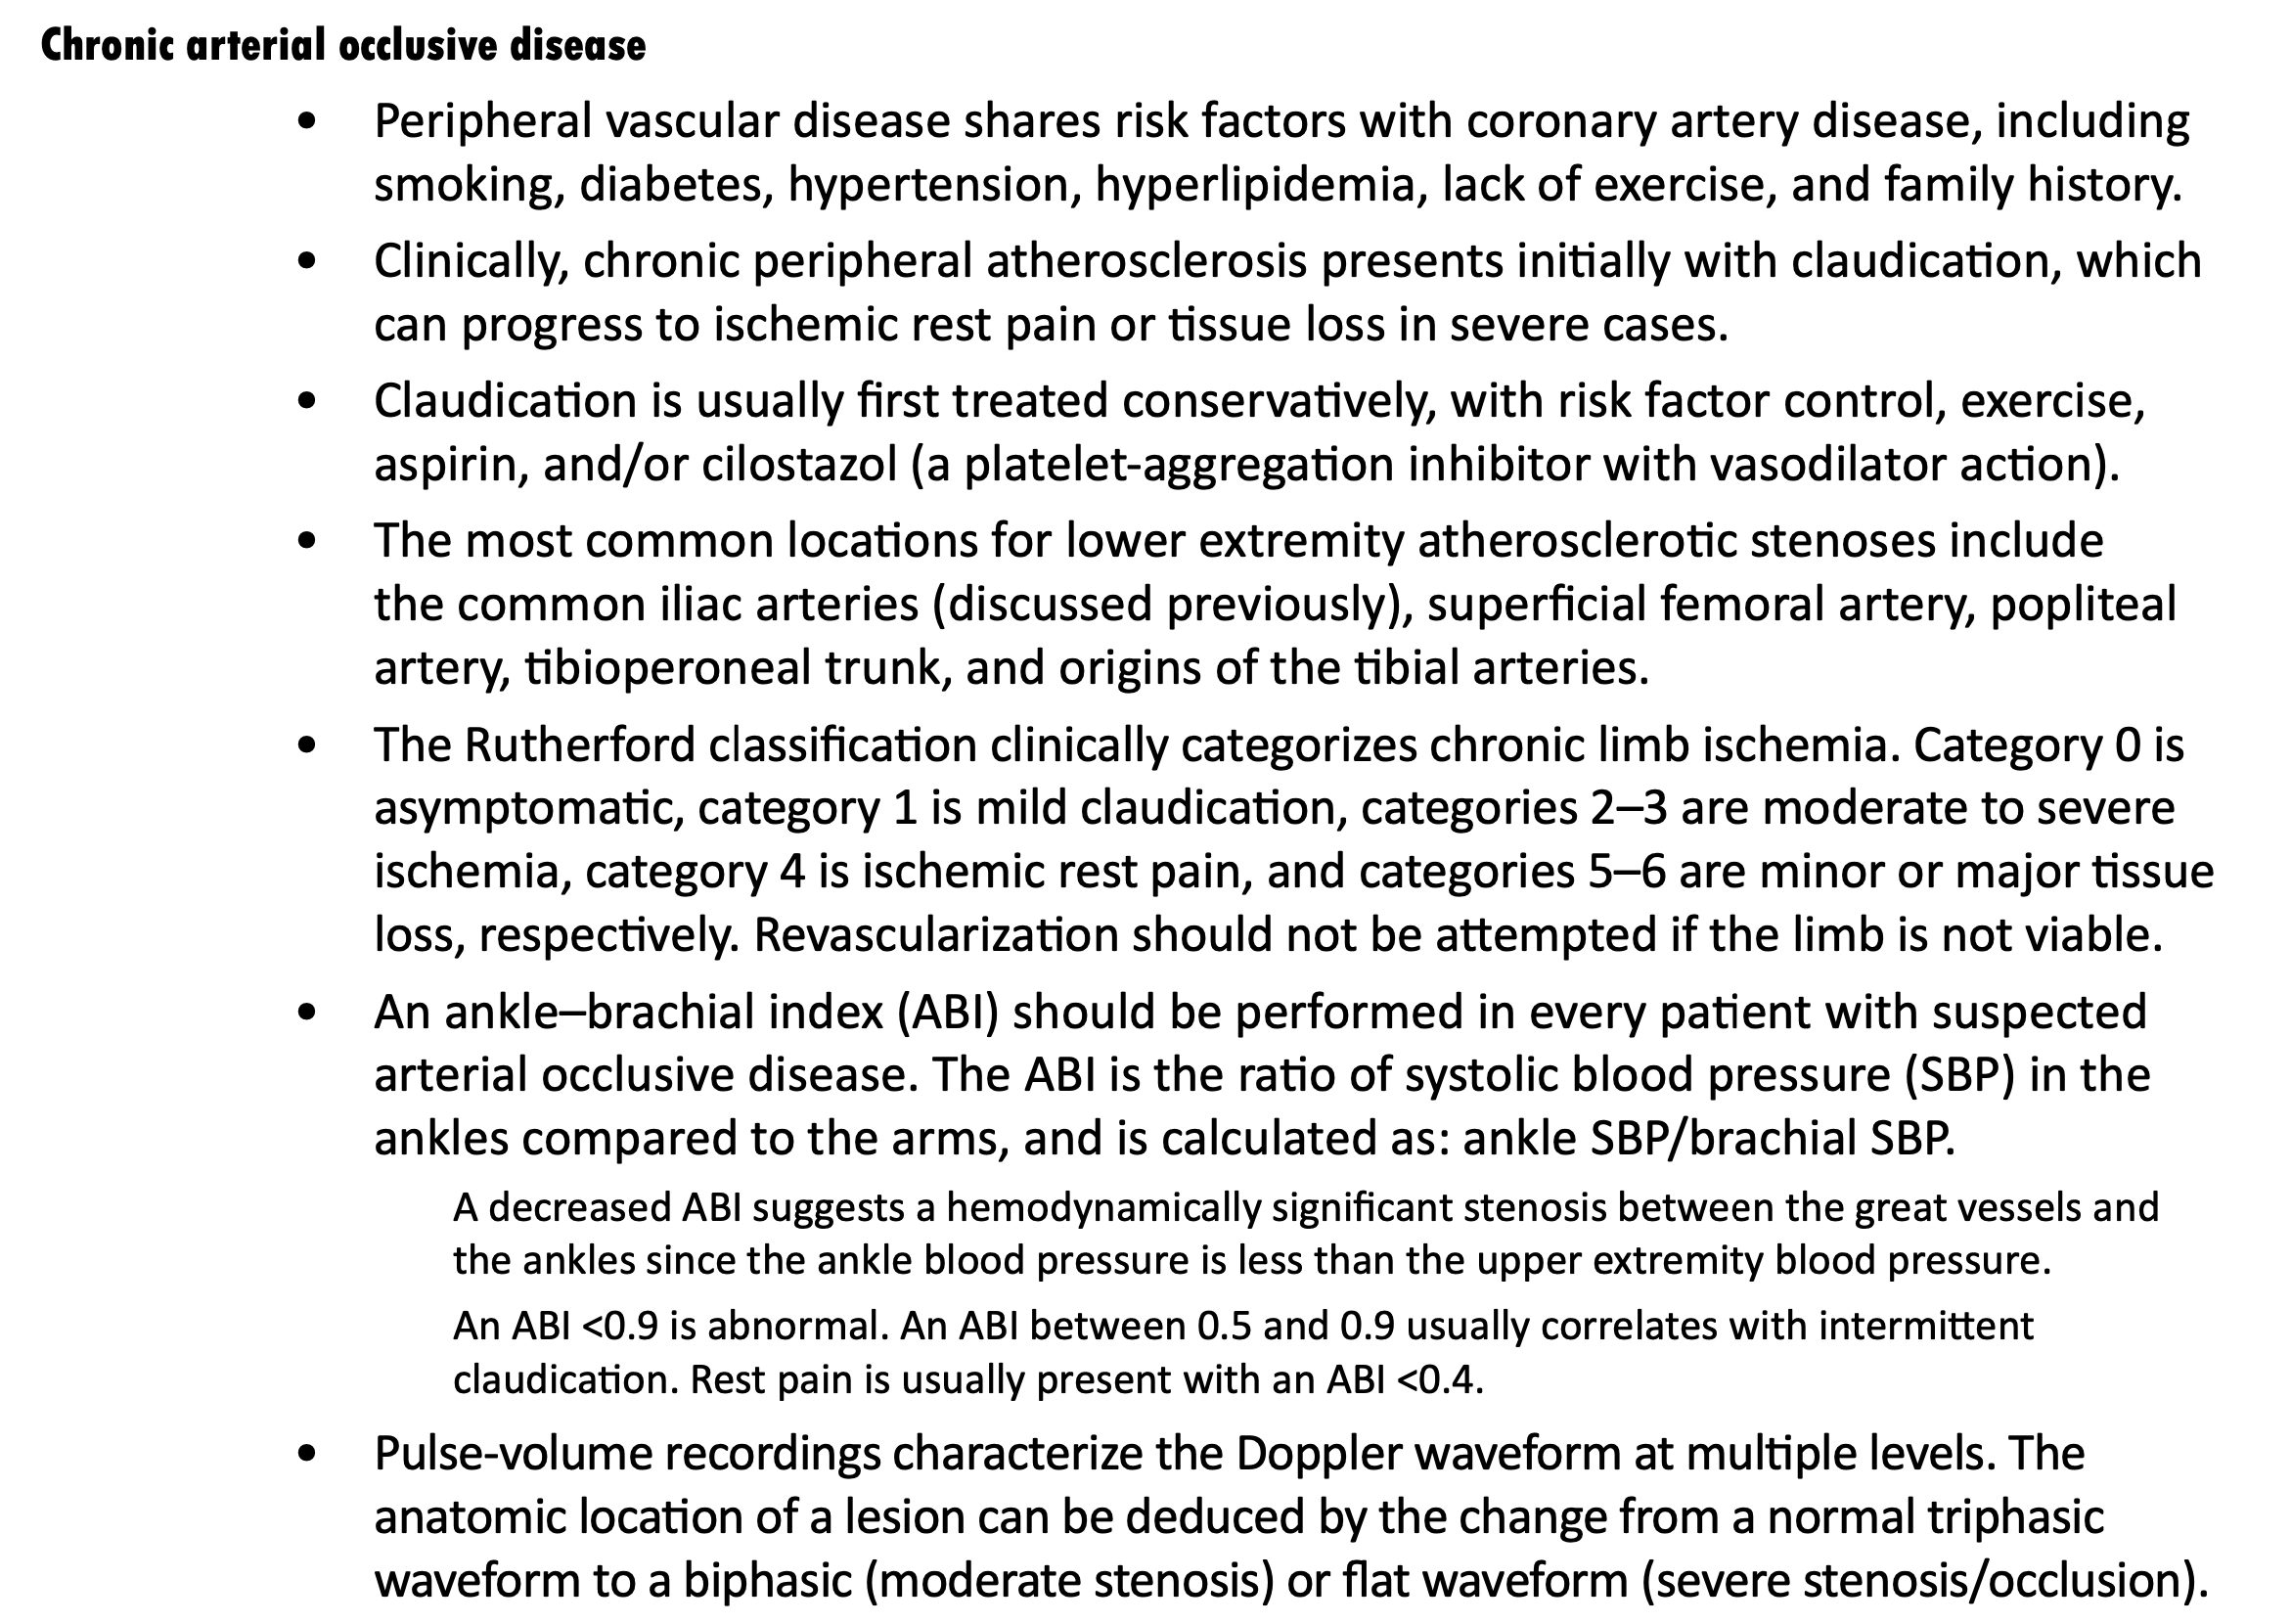 Chronic arterial occlusive disease
• Peripheral vascular disease shares risk factors with coronary artery disease, including
smoking, diabetes, hypertension, hyperlipidemia, lack of exercise, and family history.
• Clinically, chronic peripheral atherosclerosis presents initially with claudication, which
can progress to ischemic rest pain or tissue loss in severe cases.
• Claudication is usually first treated conservatively, with risk factor control, exercise,
aspirin, and/or cilostazol (a platelet-aggregation inhibitor with vasodilator action).
• The most common locations for lower extremity atherosclerotic stenoses include
the common iliac arteries (discussed previously), superficial femoral artery, popliteal
artery, tibioperoneal trunk, and origins of the tibial arteries.
• The Rutherford classification clinically categorizes chronic limb ischemia. Category 0 is
asymptomatic, category 1 is mild claudication, categories 2–3 are moderate to severe
ischemia, category 4 is ischemic rest pain, and categories 5–6 are minor or major tissue
loss, respectively. Revascularization should not be attempted if the limb is not viable.
• An ankle–brachial index (ABI) should be performed in every patient with suspected
arterial occlusive disease. The ABI is the ratio of systolic blood pressure (SBP) in the
ankles compared to the arms, and is calculated as: ankle SBP/brachial SBP.
A decreased ABI suggests a hemodynamically significant stenosis between the great vessels and
the ankles since the ankle blood pressure is less than the upper extremity blood pressure.
An ABI <0.9 is abnormal. An ABI between 0.5 and 0.9 usually correlates with intermittent
claudication. Rest pain is usually present with an ABI <0.4.
• Pulse-volume recordings characterize the Doppler waveform at multiple levels. The
anatomic location of a lesion can be deduced by the change from a normal triphasic
waveform to a biphasic (moderate stenosis) or flat waveform (severe stenosis/occlusion).